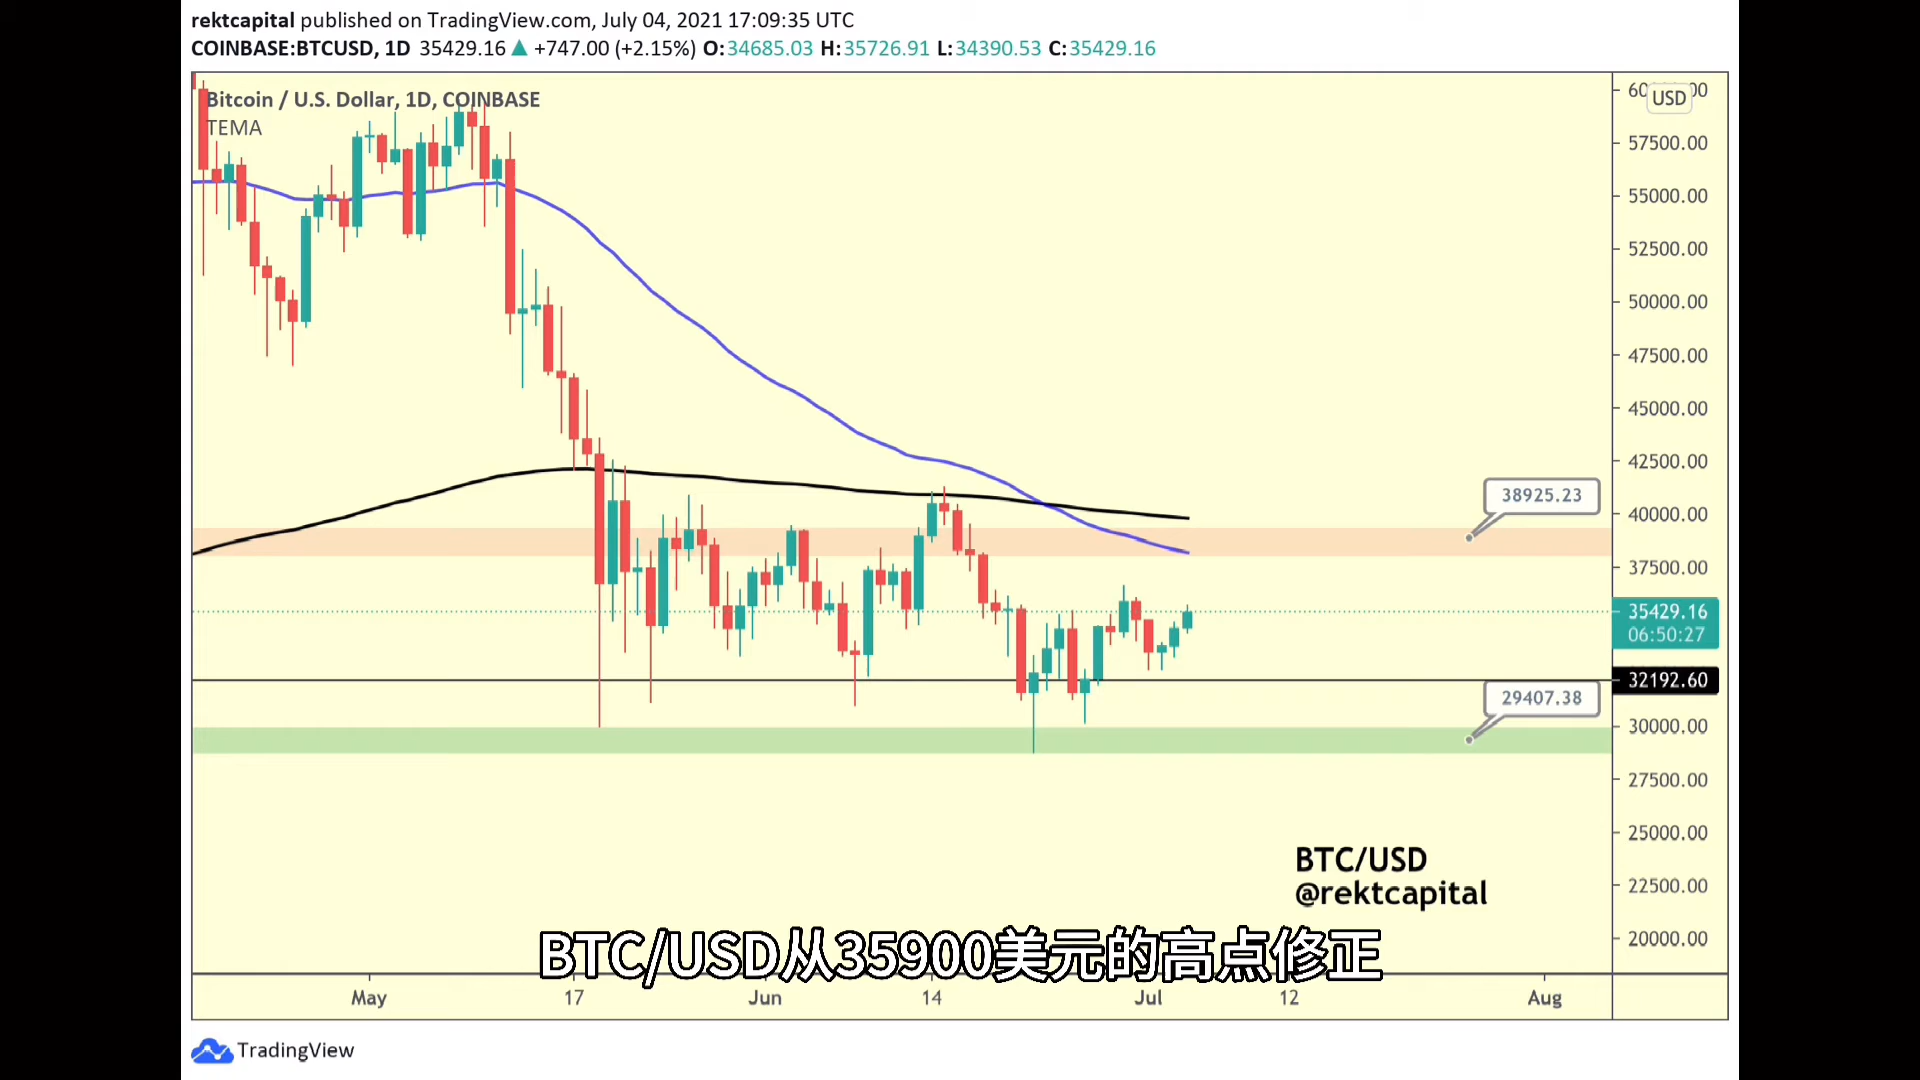 rektcapital published on TradingView.com, July 04, 2021 17:09:35 UTC
COINBASE:BTCUSD, 1D 35429.16 ▲ +747.00 (+2.15%) O:34685.03 H:35726.91 L:34390.53 C:35429.16
Bitcoin / U.S. Dollar, 1D, COINBASE
TEMA
USD
57500.00
55000.00
52500.00
50000.00
47500.00
45000.00
42500.00
38925.23
40000.00
37500.00
35429.16
06:50:27
32192.60
29407.38
30000.00
27500.00
25000.00
BTC/USD
@rektcapital
22500.00
20000.00
BTC/USD从35900美元的高点修正
May 17 Jun 14 Jul 12 Aug
TradingView